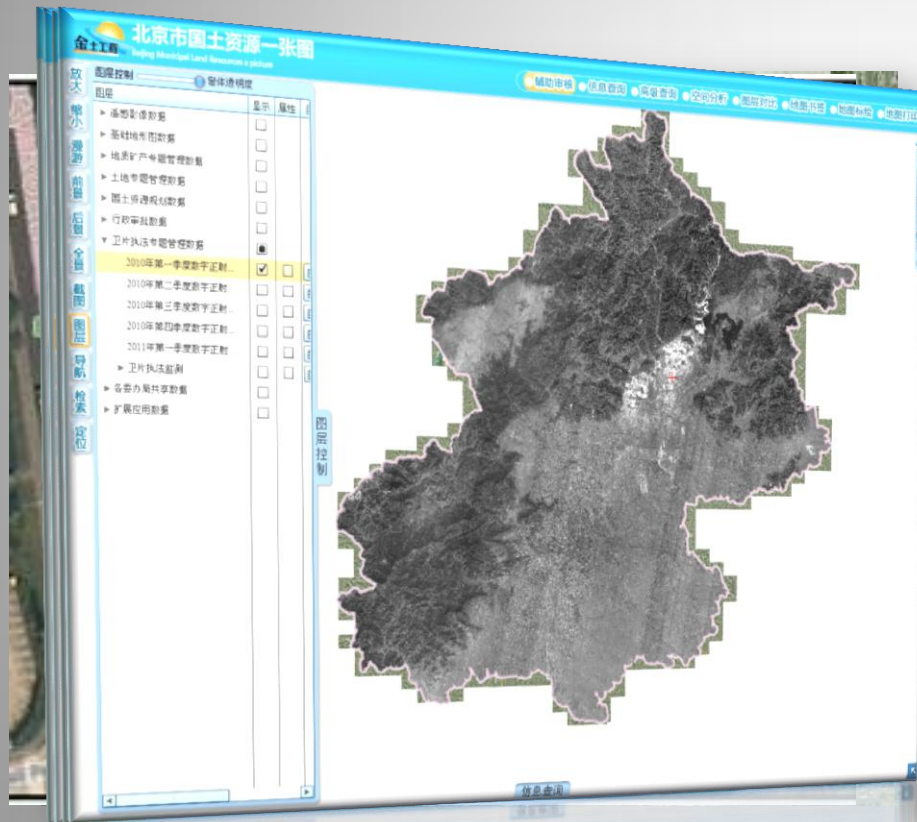 金土工程
北京市国土资源一张图
Beijing Municipal Land Resources a picture
辅助审核
信息查询
高级查询
空间分析
图层对比
地图书签
地图标绘
地图打印
放大
缩小
漫游
前景
后景
全景
截图
图层
导航
检索
定位
图层控制
整体透明度
图层
显示
属性
遥感影像数据
基础地形图数据
地质矿产专题管理数据
土地专题管理数据
国土资源规划数据
行政审批数据
卫片执法专题管理数据
2010年第一季度数字正射...
2010年第二季度数字正射
2010年第三季度数字正射...
2010年第四季度数字正射...
2011年第一季度数字正射
卫片执法监测
各委办局共享数据
扩展应用数据
图层控制
信息查询